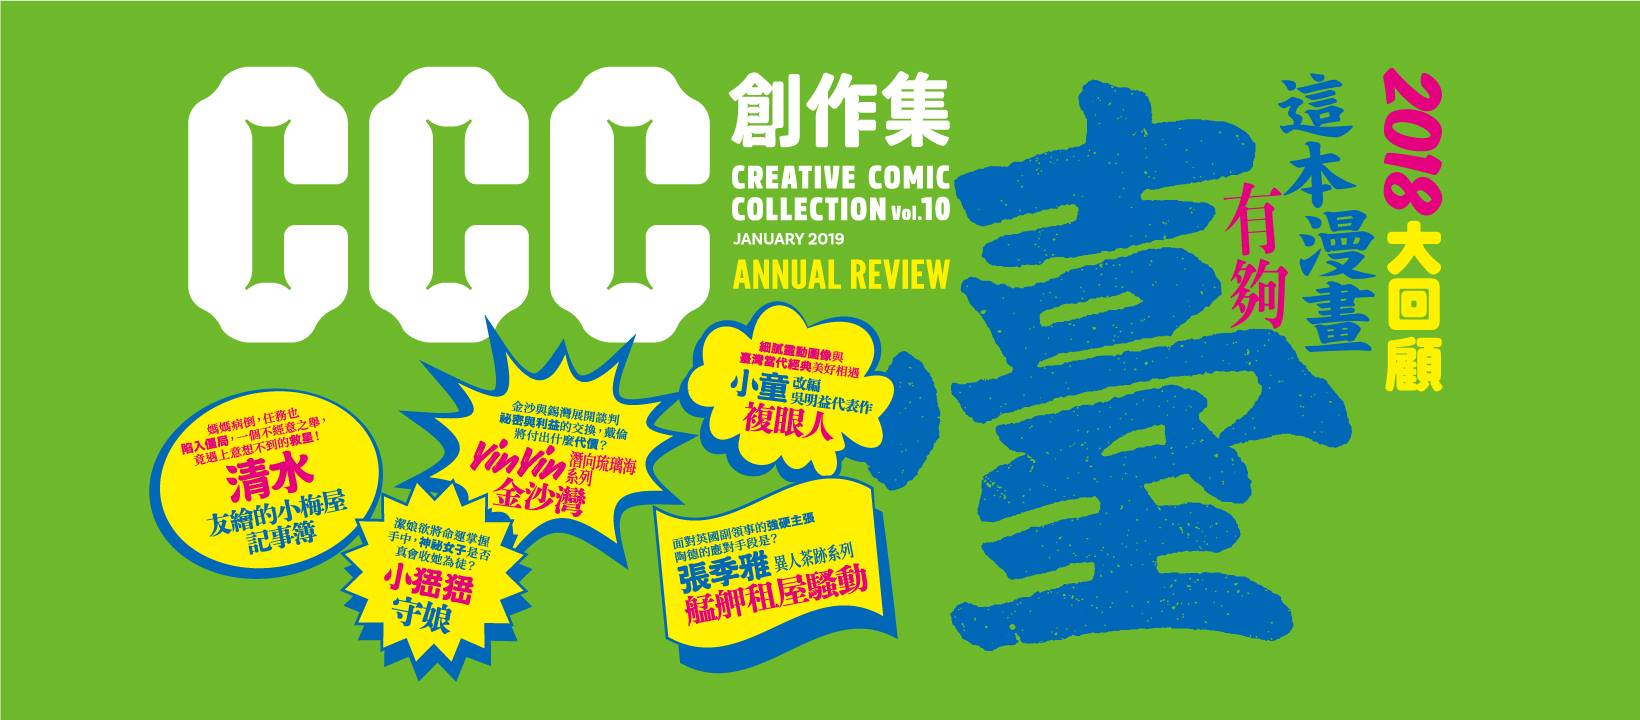 CCC
創作集
CREATIVE COMIC
COLLECTION Vol.10
JANUARY 2019
ANNUAL REVIEW
2018大回顧
這本漫畫
有夠
臺
媽媽病倒，任務也
陷入僵局，一個不經意之舉，
竟遇上意想不到的救星！
清水
友繪的小梅屋
記事簿
潔娘欲將命運掌握
手中，神祕女子是否
真會收她為徒？
小峱峱
守娘
金沙與錫灣展開談判
祕密與利益的交換，戴倫
將付出什麼代價？
YinYin
潛向琉璃海
系列
金沙灣
細膩靈動圖像與
臺灣當代經典美好相遇
小童
改編
吳明益代表作
複眼人
面對英國副領事的強硬主張
陶德的應對手段是？
張季雅
異人茶跡系列
艋舺租屋騷動